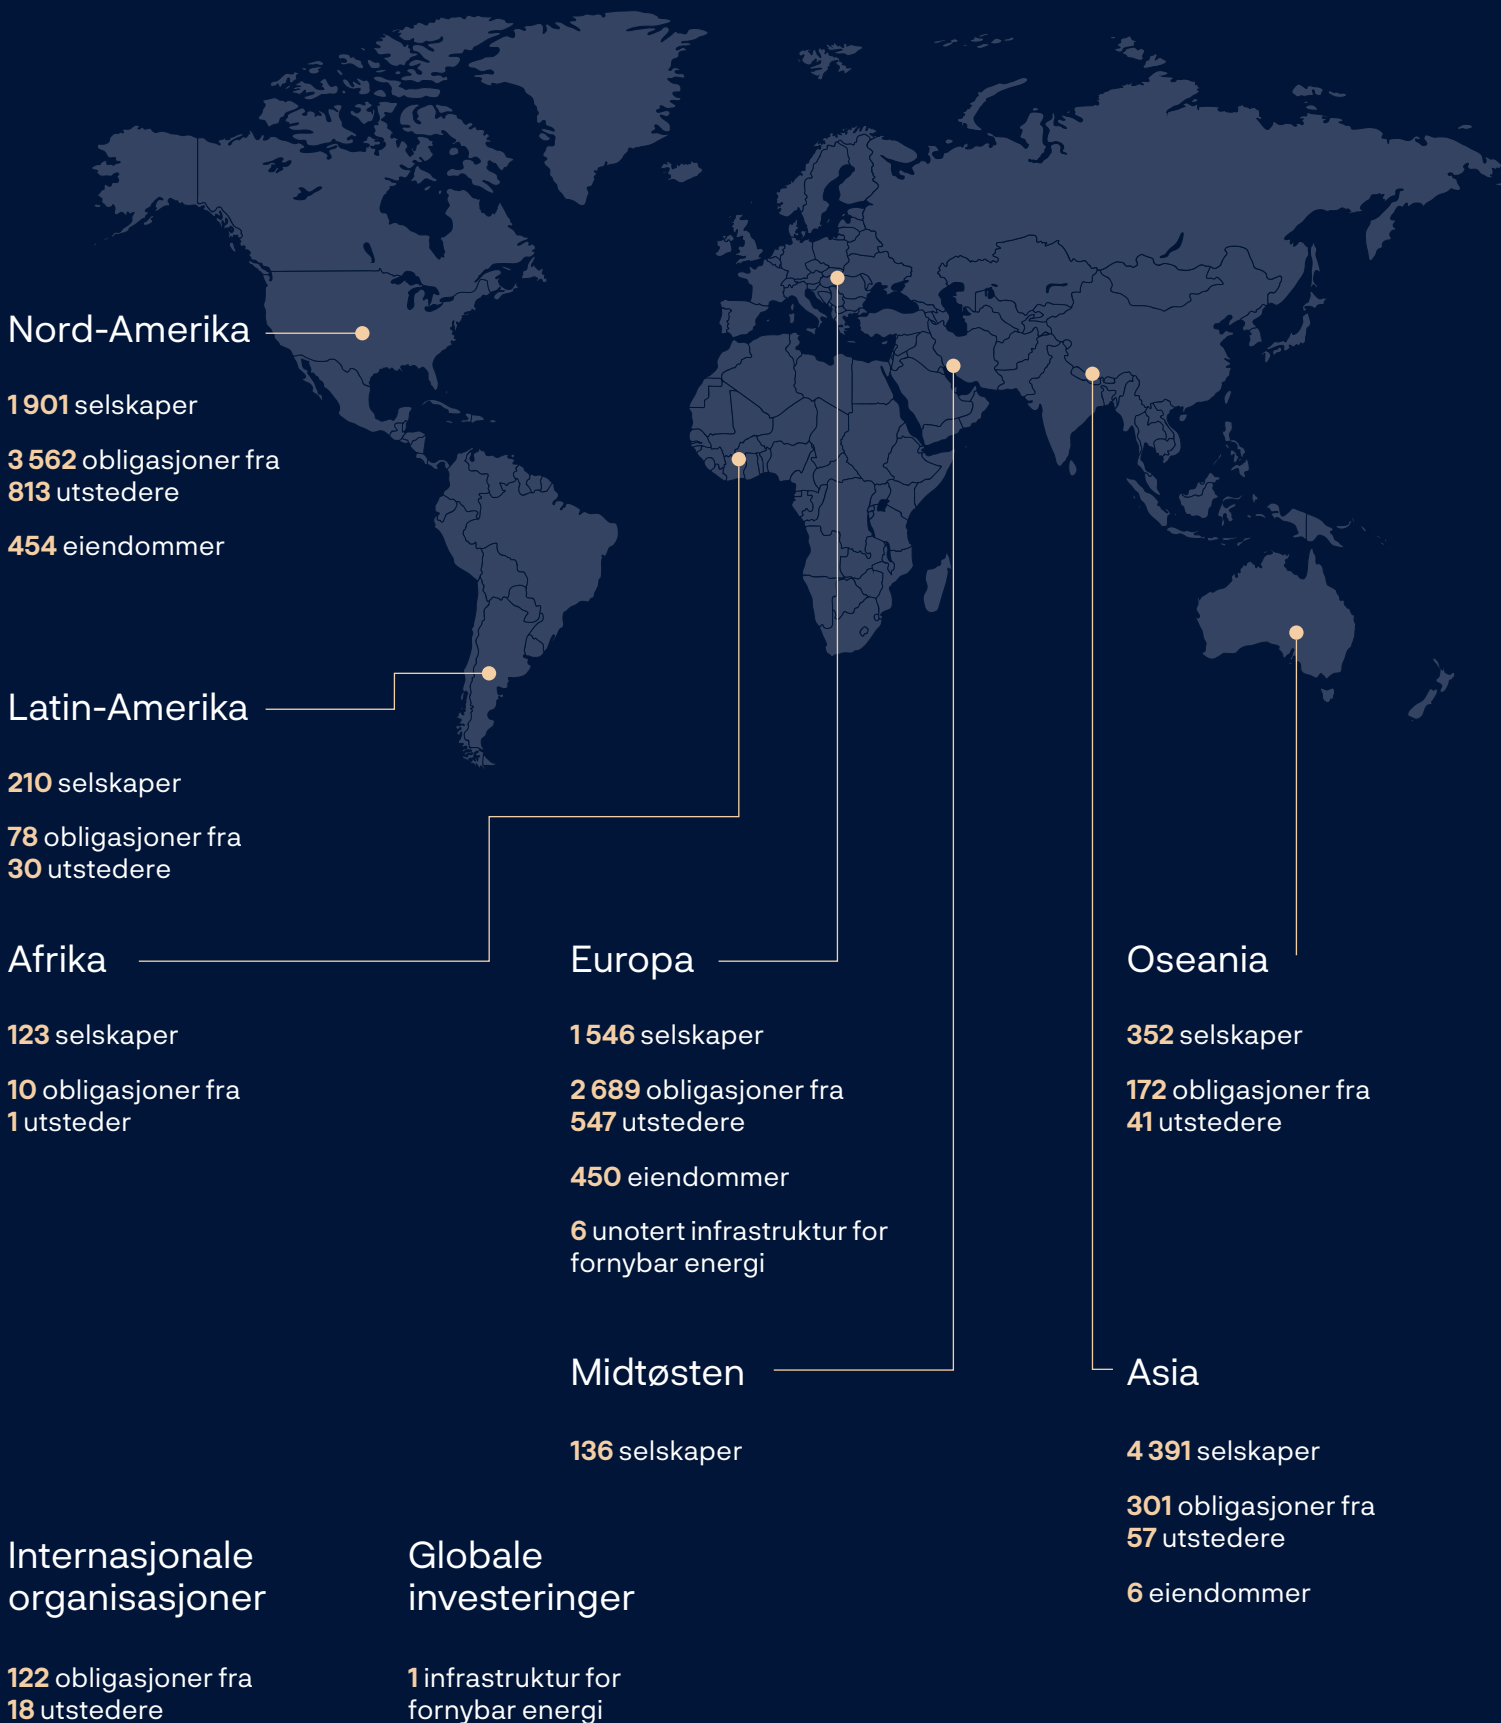 Nord-Amerika
1 901 selskaper
3 562 obligasjoner fra
813 utstedere
454 eiendommer
Latin-Amerika
210 selskaper
78 obligasjoner fra
30 utstedere
Afrika
123 selskaper
10 obligasjoner fra
1 utsteder
Europa
1 546 selskaper
2 689 obligasjoner fra
547 utstedere
450 eiendommer
6 unotert infrastruktur for
fornybar energi
Oseania
352 selskaper
172 obligasjoner fra
41 utstedere
Midtøsten
136 selskaper
Asia
4 391 selskaper
301 obligasjoner fra
57 utstedere
6 eiendommer
Internasjonale
organisasjoner
122 obligasjoner fra
18 utstedere
Globale
investeringer
1 infrastruktur for
fornybar energi